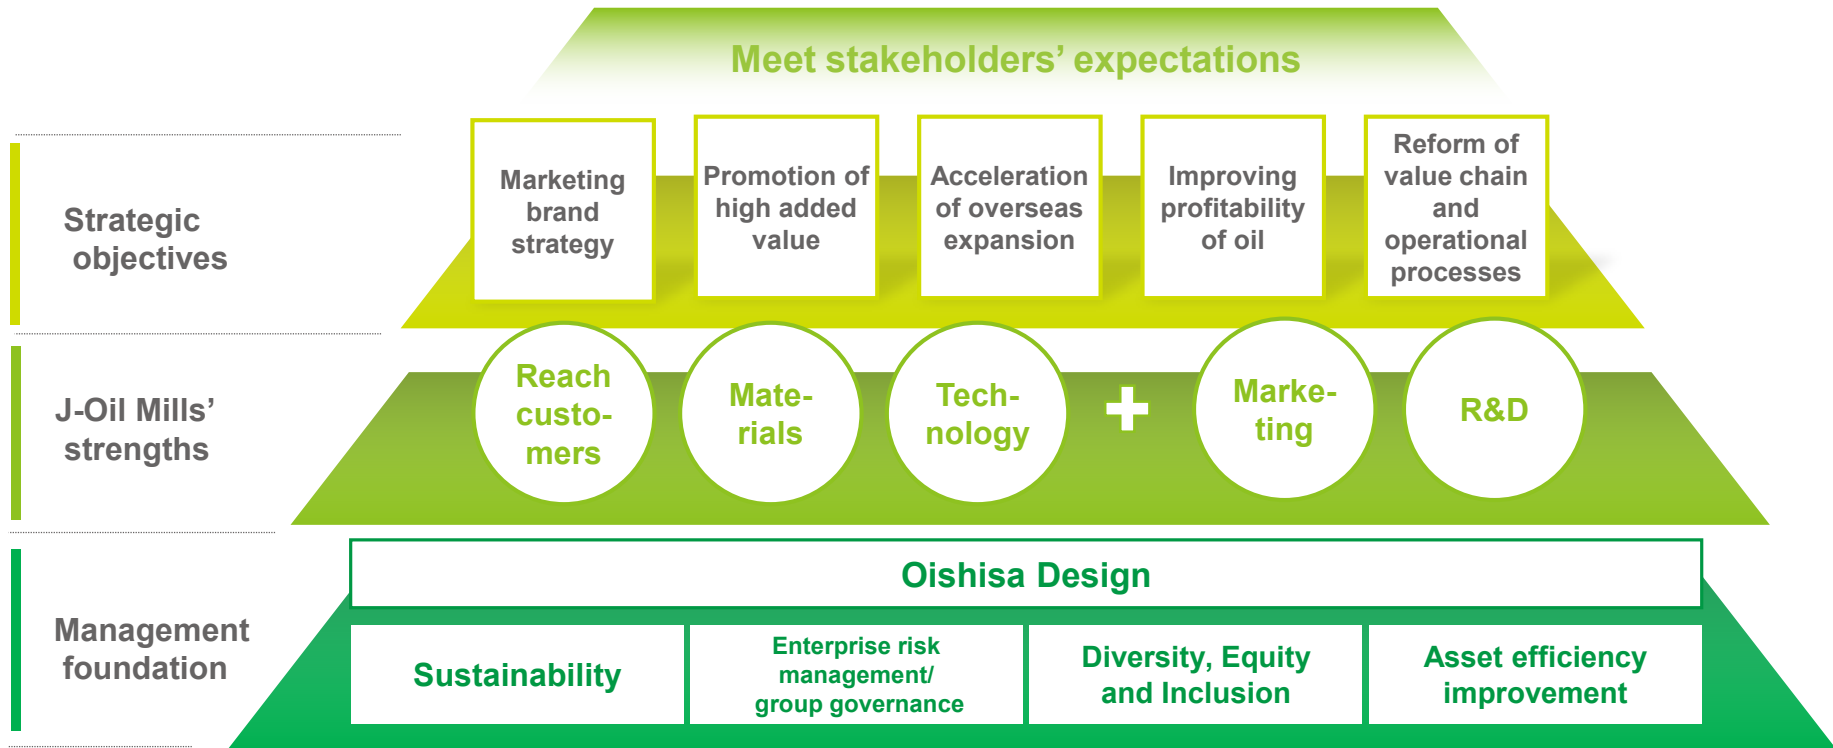 Meet stakeholders’ expectations
Strategic
objectives
Marketing
brand
strategy
Promotion of
high added
value
Acceleration
of overseas
expansion
Improving
profitability
of oil
Reform of
value chain
and
operational
processes
J-Oil Mills’
strengths
Reach
custo-
mers
Mate-
rials
Tech-
nology
Marke-
ting
R&D
Management
foundation
Oishisa Design
Sustainability
Enterprise risk
management/
group governance
Diversity, Equity
and Inclusion
Asset efficiency
improvement